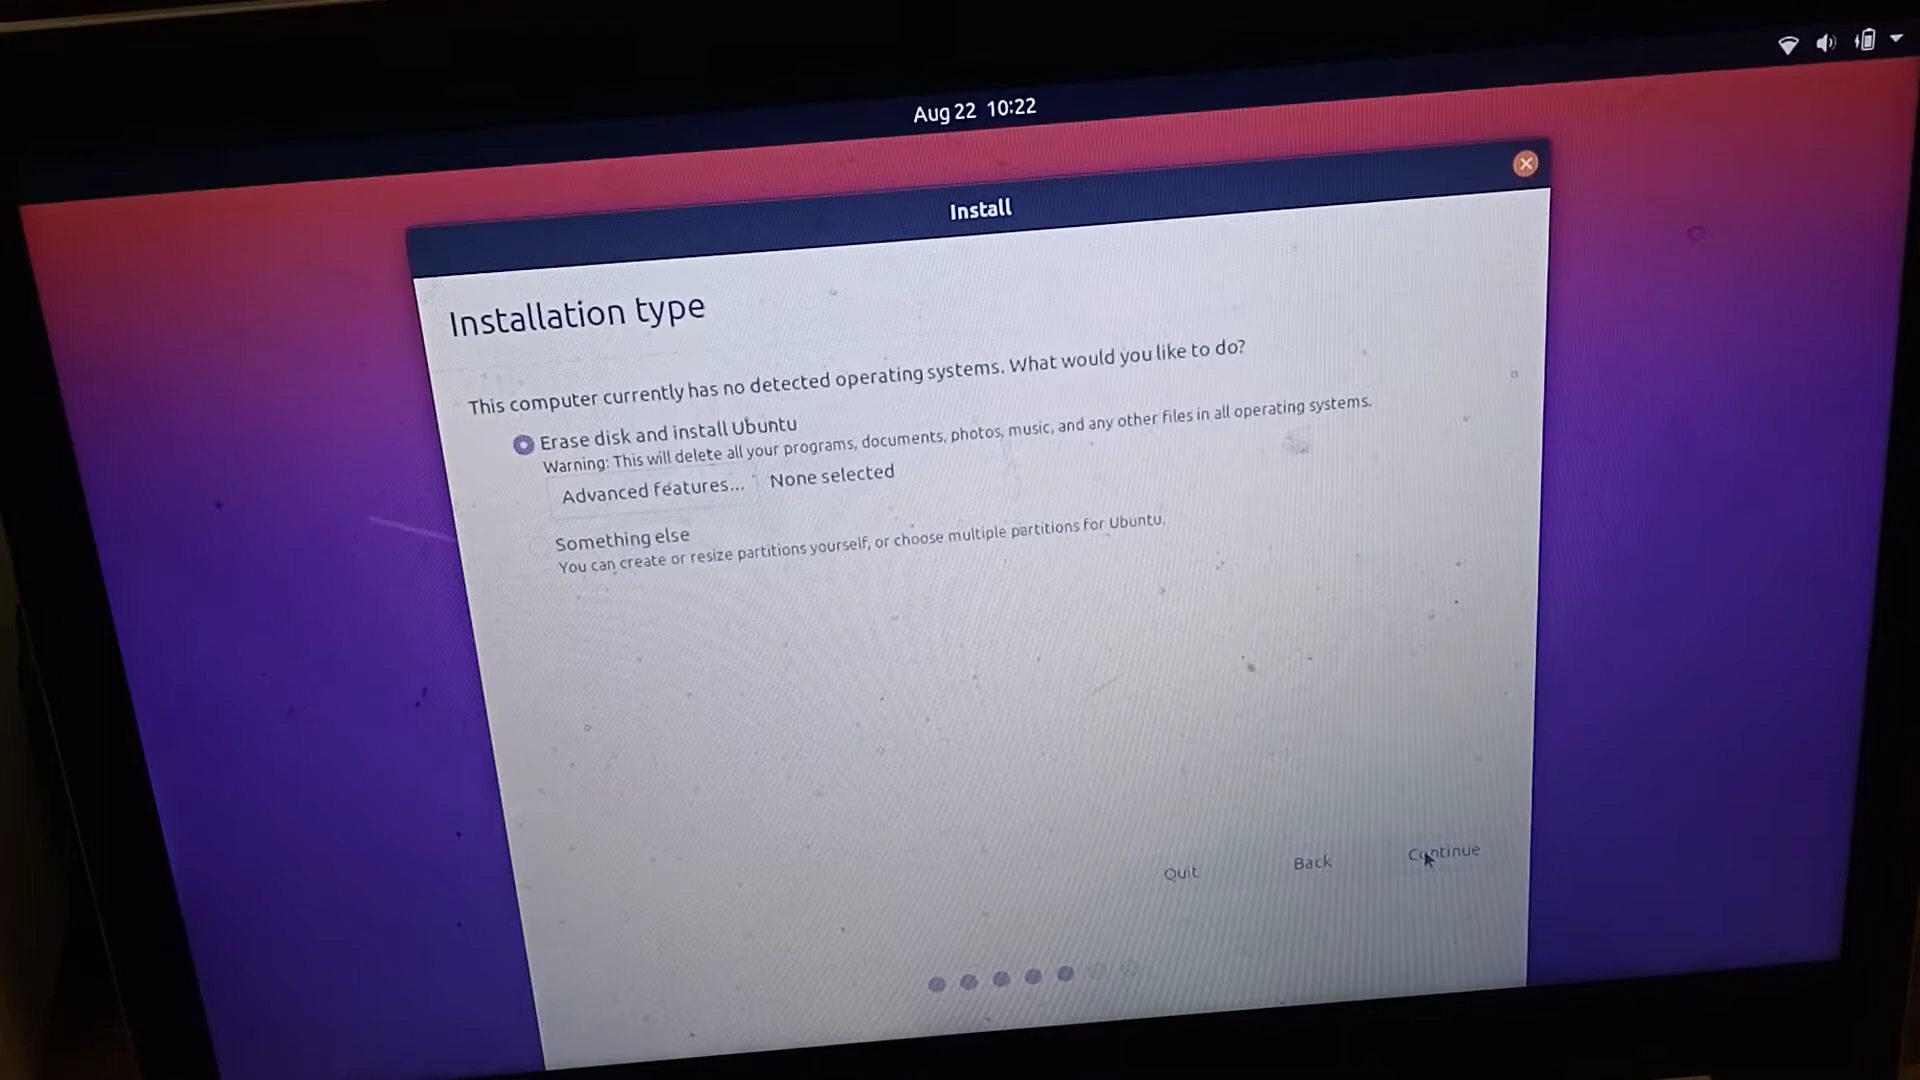 Aug 22 10:22
Install
Installation type
This computer currently has no detected operating systems. What would you like to do?
Erase disk and install Ubuntu
Warning: This will delete all your programs, documents, photos, music, and any other files in all operating systems.
Advanced features... None selected
Something else
You can create or resize partitions yourself, or choose multiple partitions for Ubuntu.
Quit Back Continue